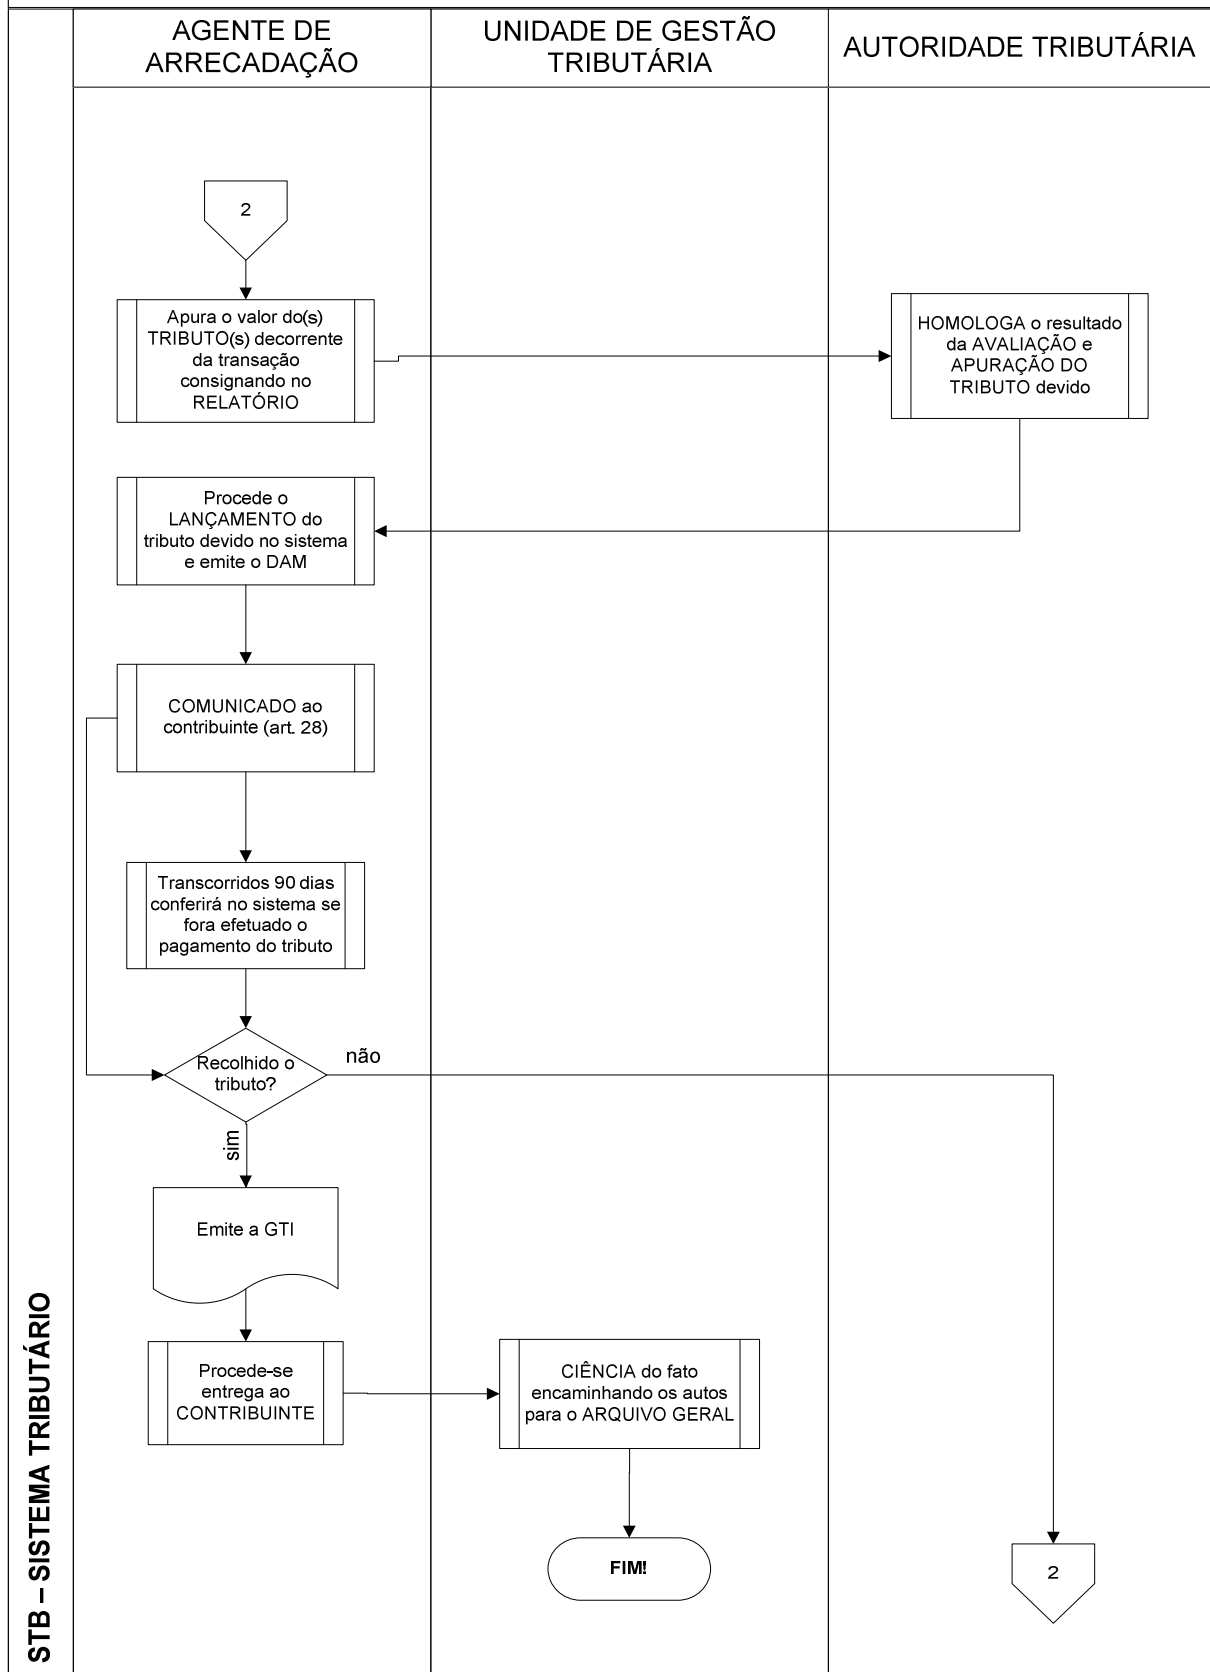 AGENTE DE
ARRECADAÇÃO
UNIDADE DE GESTÃO
TRIBUTÁRIA
AUTORIDADE TRIBUTÁRIA
2
Apura o valor do(s)
TRIBUTO(s) decorrente
da transação
consignando no
RELATÓRIO
HOMOLOGA o resultado
da AVALIAÇÃO e
APURAÇÃO DO
TRIBUTO devido
Procede o
LANÇAMENTO do
tributo devido no sistema
e emite o DAM
COMUNICADO ao
contribuinte (art. 28)
Transcorridos 90 dias
conferirá no sistema se
fora efetuado o
pagamento do tributo
Recolhido o
tributo?
não
sim
Emite a GTI
Procede-se
entrega ao
CONTRIBUINTE
CIÊNCIA do fato
encaminhando os autos
para o ARQUIVO GERAL
FIM!
2
STB – SISTEMA TRIBUTÁRIO